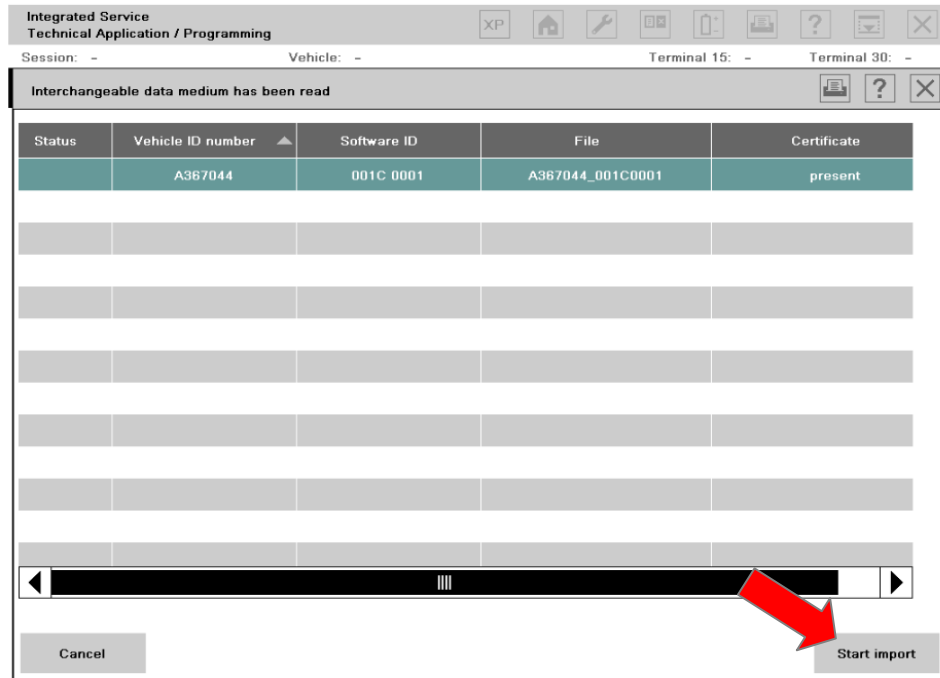 Integrated Service
Technical Application / Programming
XP
?
Session: -
Vehicle: -
Terminal 15: -
Terminal 30: -
Interchangeable data medium has been read
?
Status
Vehicle ID number
Software ID
File
Certificate
A367044
001C 0001
A367044_001C0001
present
Cancel
Start import